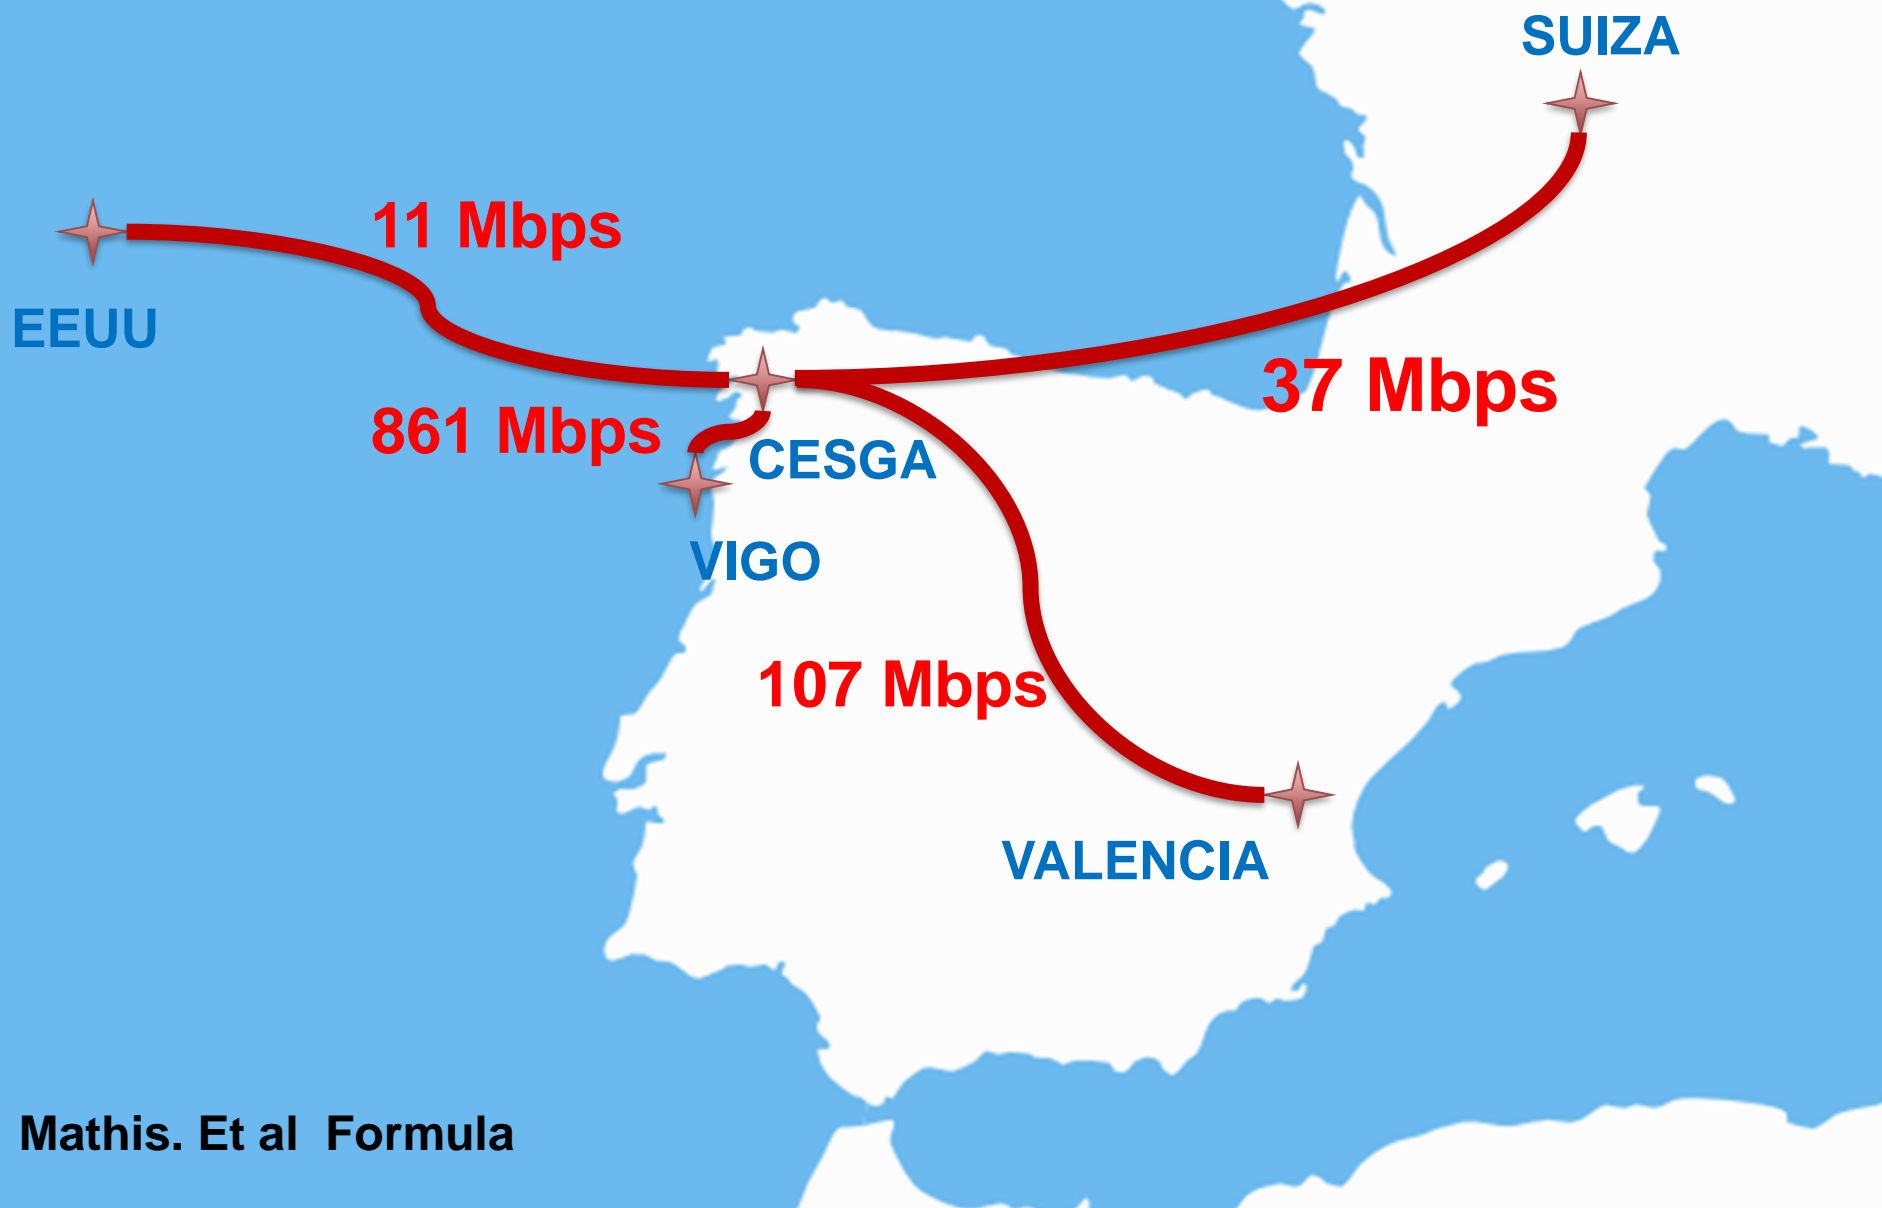 SUIZA
11 Mbps
EEUU
37 Mbps
861 Mbps
CESGA
VIGO
107 Mbps
VALENCIA
Mathis. Et al  Formula